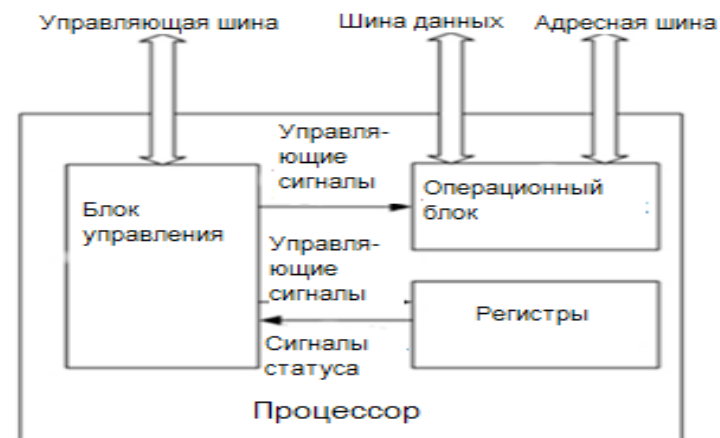 Управляющая шина
Шина данных
Адресная шина
Управля-
ющие
сигналы
Операционный
блок
Блок
управления
Управля-
ющие
сигналы
Регистры
Сигналы
статуса
Процессор